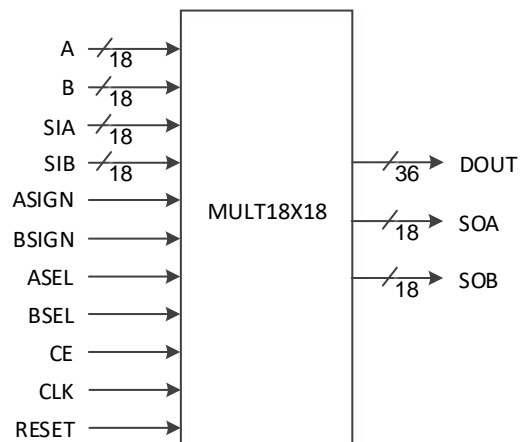 A
18
B
18
SIA
18
SIB
18
ASIGN
BSIGN
ASEL
BSEL
CE
CLK
RESET
MULT18X18
36
DOUT
18
SOA
18
SOB